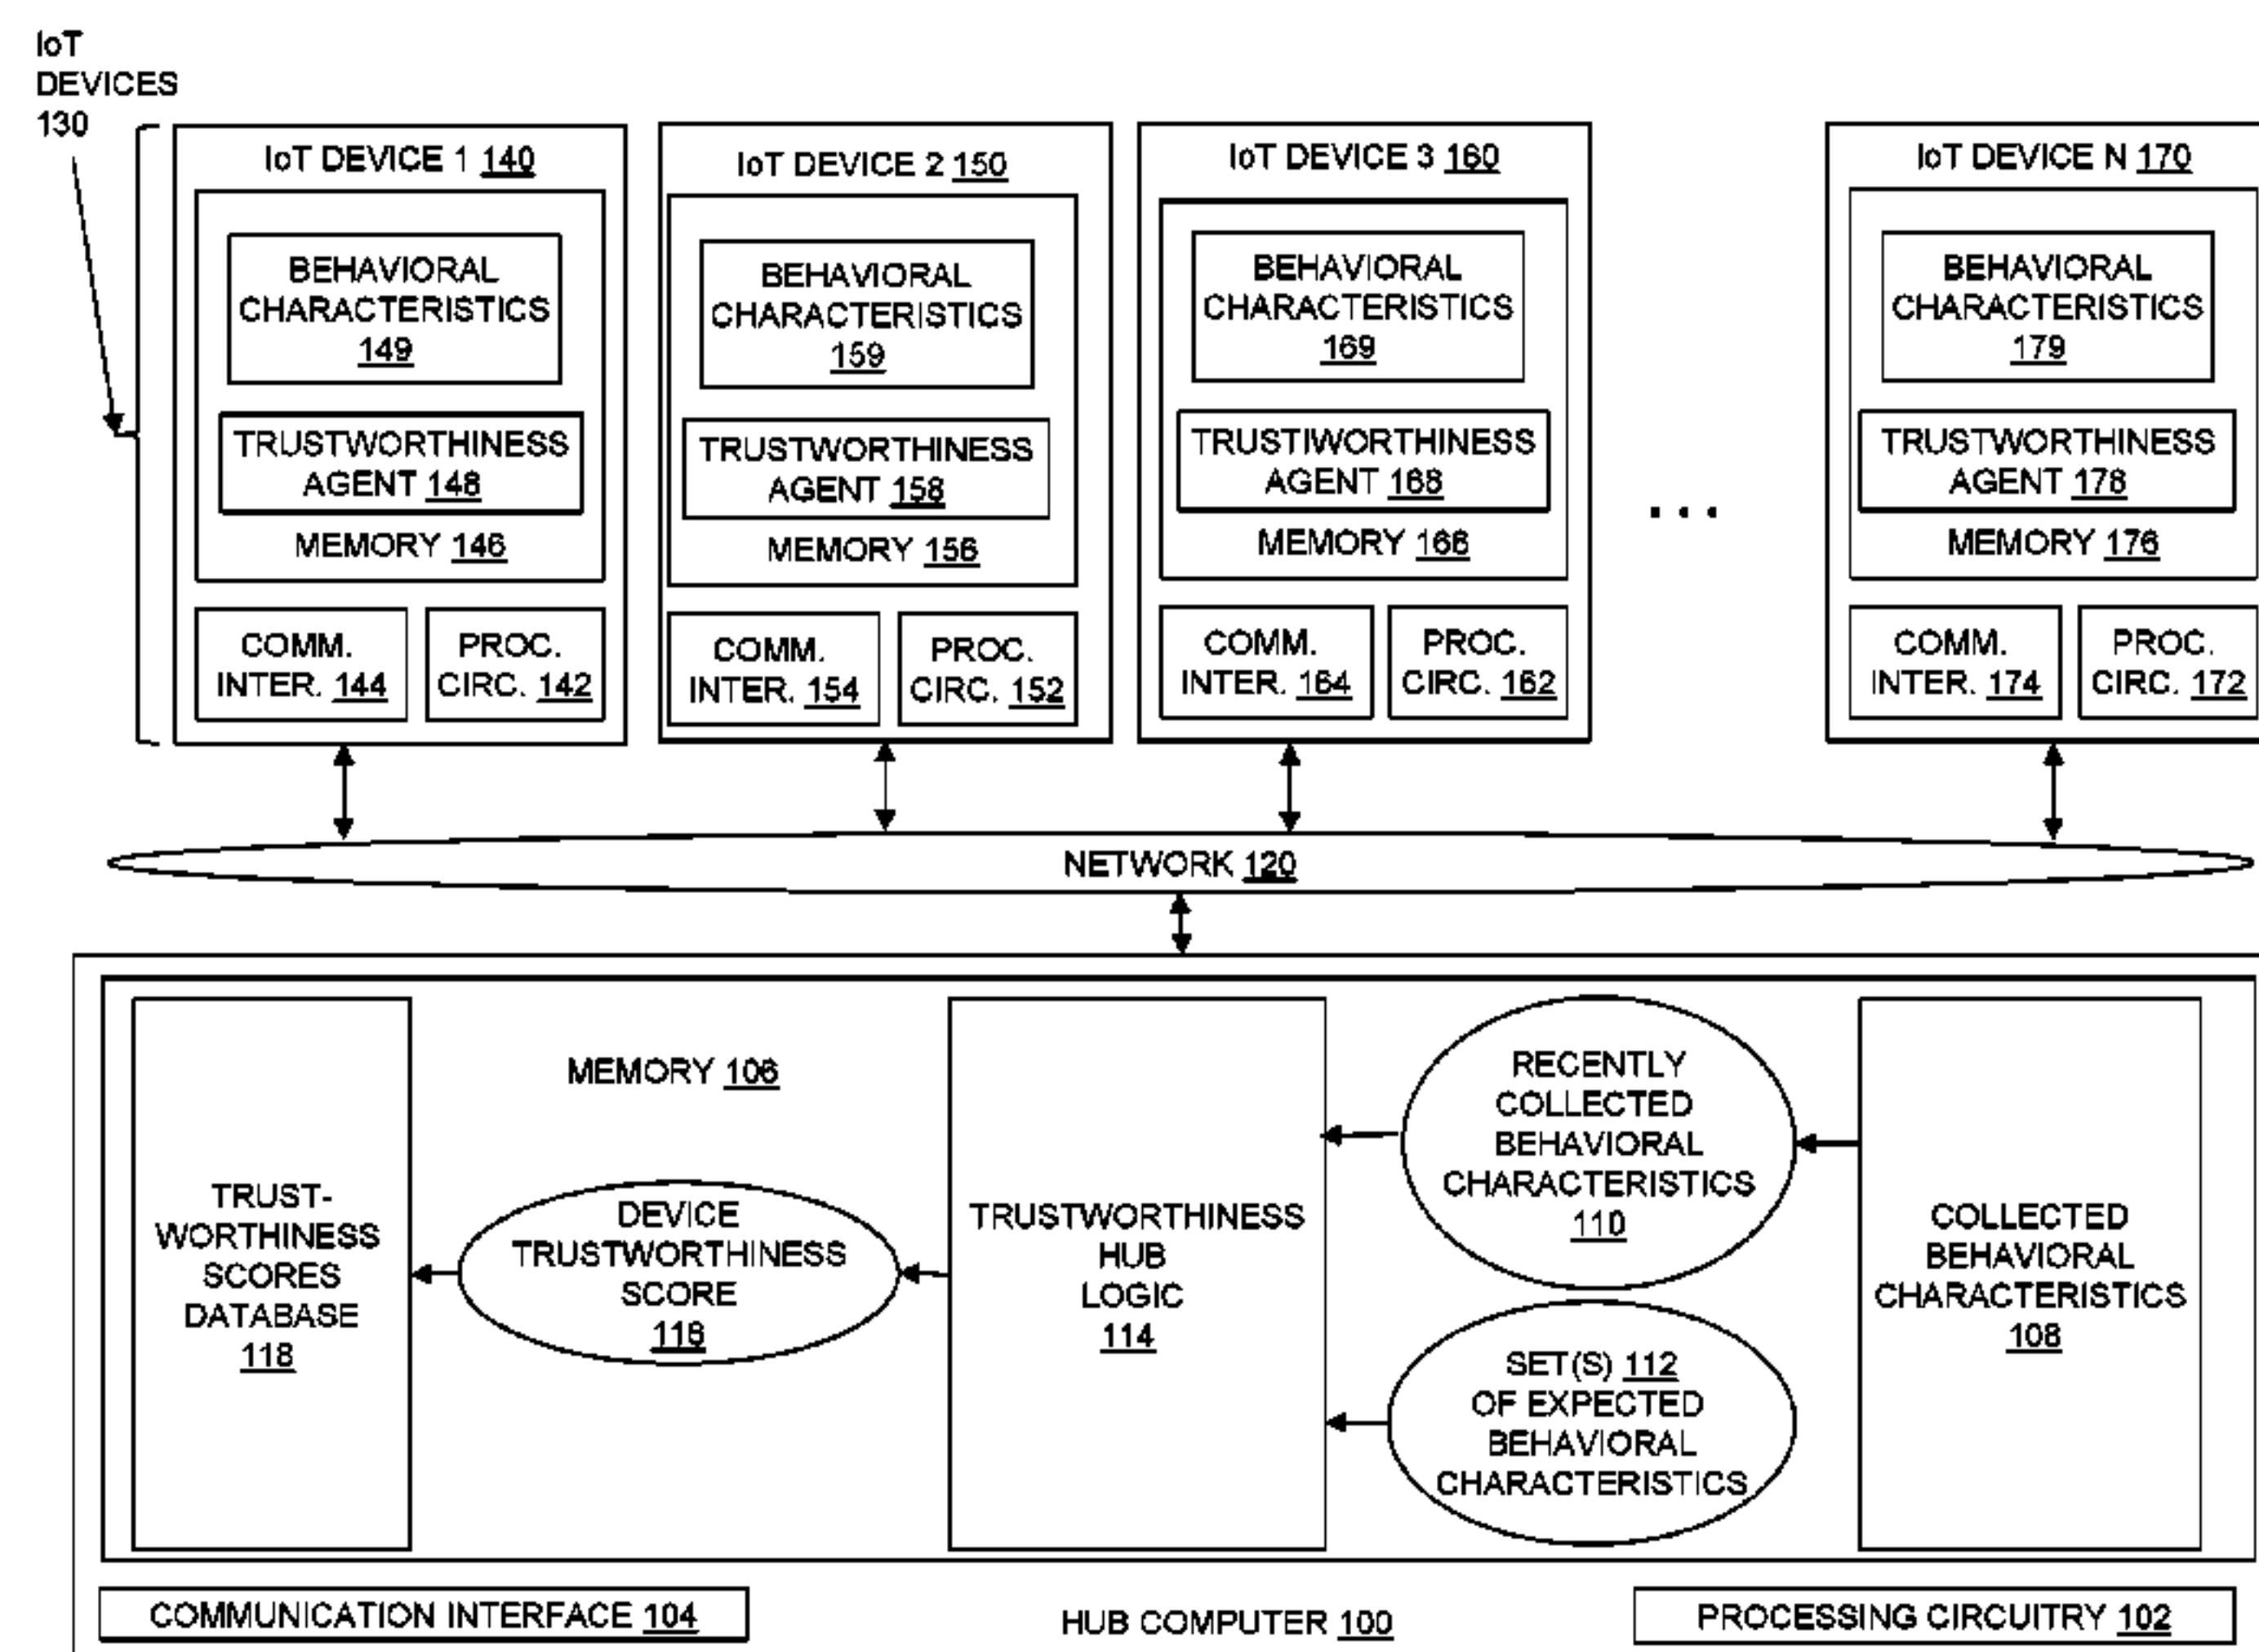 IoT
DEVICES
130
IoT DEVICE 1 140
BEHAVIORAL
CHARACTERISTICS
149
TRUSTWORTHINESS
AGENT 148
MEMORY 146
COMM.
INTER. 144
PROC.
CIRC. 142
IoT DEVICE 2 150
BEHAVIORAL
CHARACTERISTICS
159
TRUSTWORTHINESS
AGENT 158
MEMORY 156
COMM.
INTER. 154
PROC.
CIRC. 152
IoT DEVICE 3 160
BEHAVIORAL
CHARACTERISTICS
169
TRUSTIWORTHINESS
AGENT 168
MEMORY 166
COMM.
INTER. 164
PROC.
CIRC. 162
...
IoT DEVICE N 170
BEHAVIORAL
CHARACTERISTICS
179
TRUSTWORTHINESS
AGENT 178
MEMORY 176
COMM.
INTER. 174
PROC.
CIRC. 172
NETWORK 120
TRUST-
WORTHINESS
SCORES
DATABASE
118
MEMORY 106
DEVICE
TRUSTWORTHINESS
SCORE
116
TRUSTWORTHINESS
HUB
LOGIC
114
RECENTLY
COLLECTED
BEHAVIORAL
CHARACTERISTICS
110
SET(S) 112
OF EXPECTED
BEHAVIORAL
CHARACTERISTICS
COLLECTED
BEHAVIORAL
CHARACTERISTICS
108
COMMUNICATION INTERFACE 104
HUB COMPUTER 100
PROCESSING CIRCUITRY 102